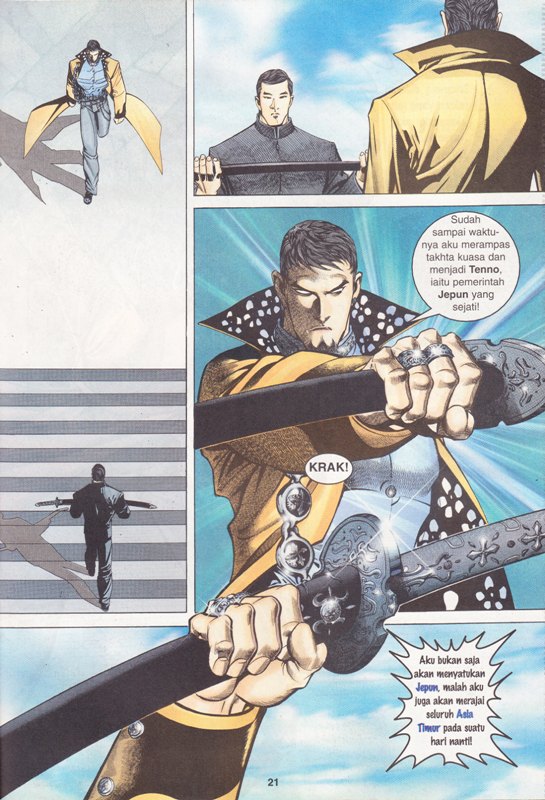 Sudah
sampai waktu-
nya aku merampas
takhta kuasa dan
menjadi Tenno,
iaitu pemerintah
Jepun yang
sejati!
KRAK!
Aku bukan saja
akan menyatukan
Jepun, malah aku
juga akan merajai
seluruh Asia
Timur pada suatu
hari nanti!
21